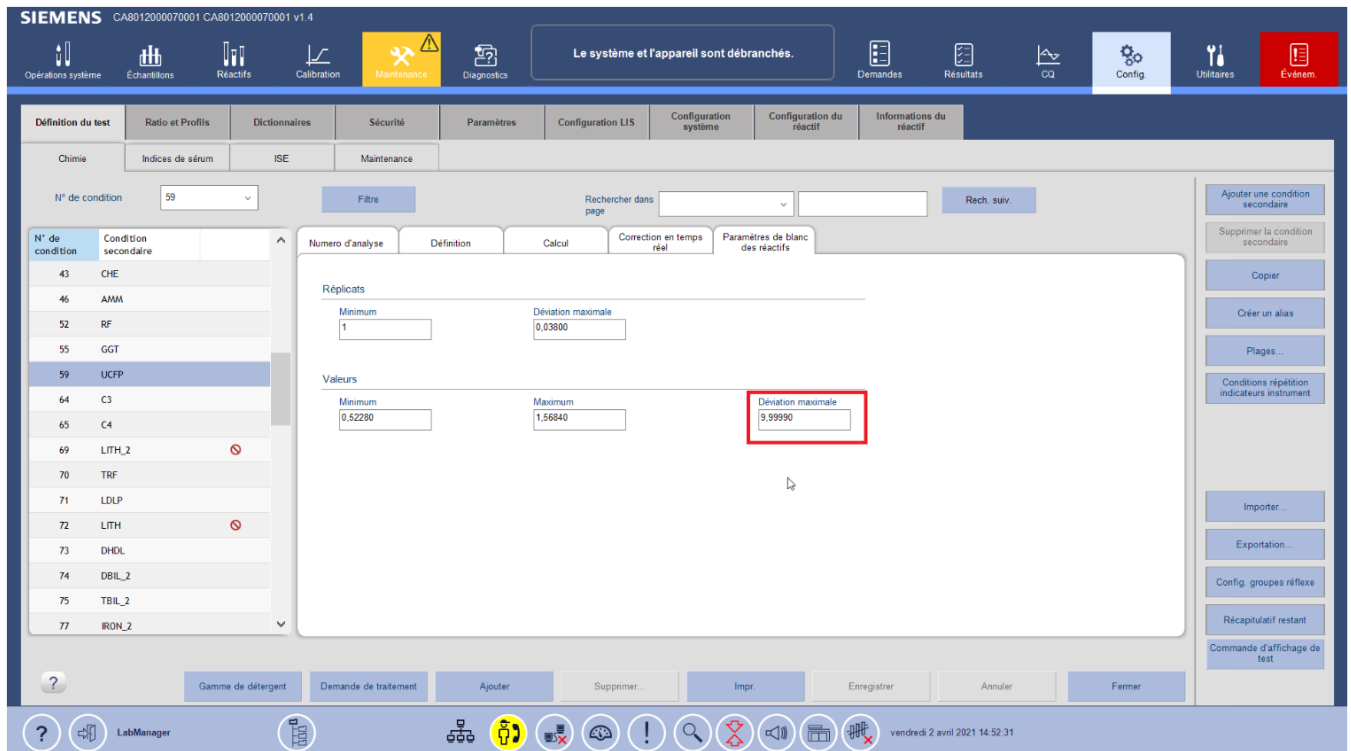 SIEMENS CA8012000070001 CA8012000070001 v1.4
Opérations système
Échantillons
Réactifs
Calibration
Maintenance
Diagnostics
Le système et l'appareil sont débranchés.
Demandes
Résultats
CQ
Config.
Utilitaires
Événem.
Définition du test
Ratio et Profils
Dictionnaires
Sécurité
Paramètres
Configuration LIS
Configuration
système
Configuration du
réactif
Informations du
réactif
Chimie
Indices de sérum
ISE
Maintenance
N° de condition
59
Filtre
Rechercher dans
page
Rech. suiv.
N° de
condition
Condition
secondaire
43 CHE
46 AMM
52 RF
55 GGT
59 UCFP
64 C3
65 C4
69 LITH_2
70 TRF
71 LDLP
72 LITH
73 DHDL
74 DBIL_2
75 TBIL_2
77 IRON_2
Numero d'analyse
Définition
Calcul
Correction en temps
réel
Paramètres de blanc
des réactifs
Réplicats
Minimum
1
Déviation maximale
0,03800
Valeurs
Minimum
0,52280
Maximum
1,56840
Déviation maximale
9,99990
Ajouter une condition
secondaire
Supprimer la condition
secondaire
Copier
Créer un alias
Plages...
Conditions répétition
indicateurs instrument
Importer...
Exportation...
Config. groupes réflexe
Récapitulatif restant
Commande d'affichage de
test
?
Gamme de détergent
Demande de traitement
Ajouter
Supprimer...
Impr.
Enregistrer
Annuler
Fermer
?
LabManager
!
vendredi 2 avril 2021 14:52:31